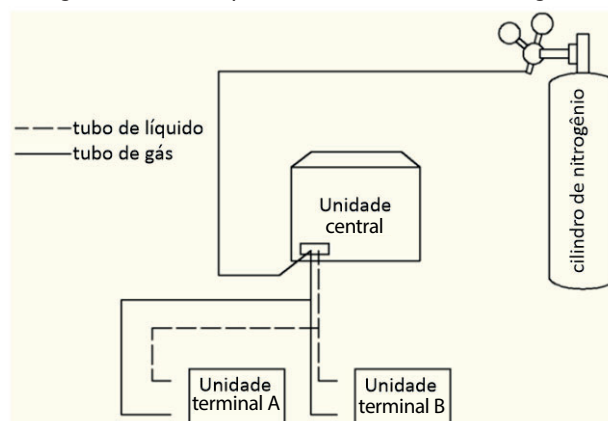 tubo de líquido
tubo de gás
Unidade
central
cilindro de nitrogênio
Unidade
terminal A
Unidade
terminal B